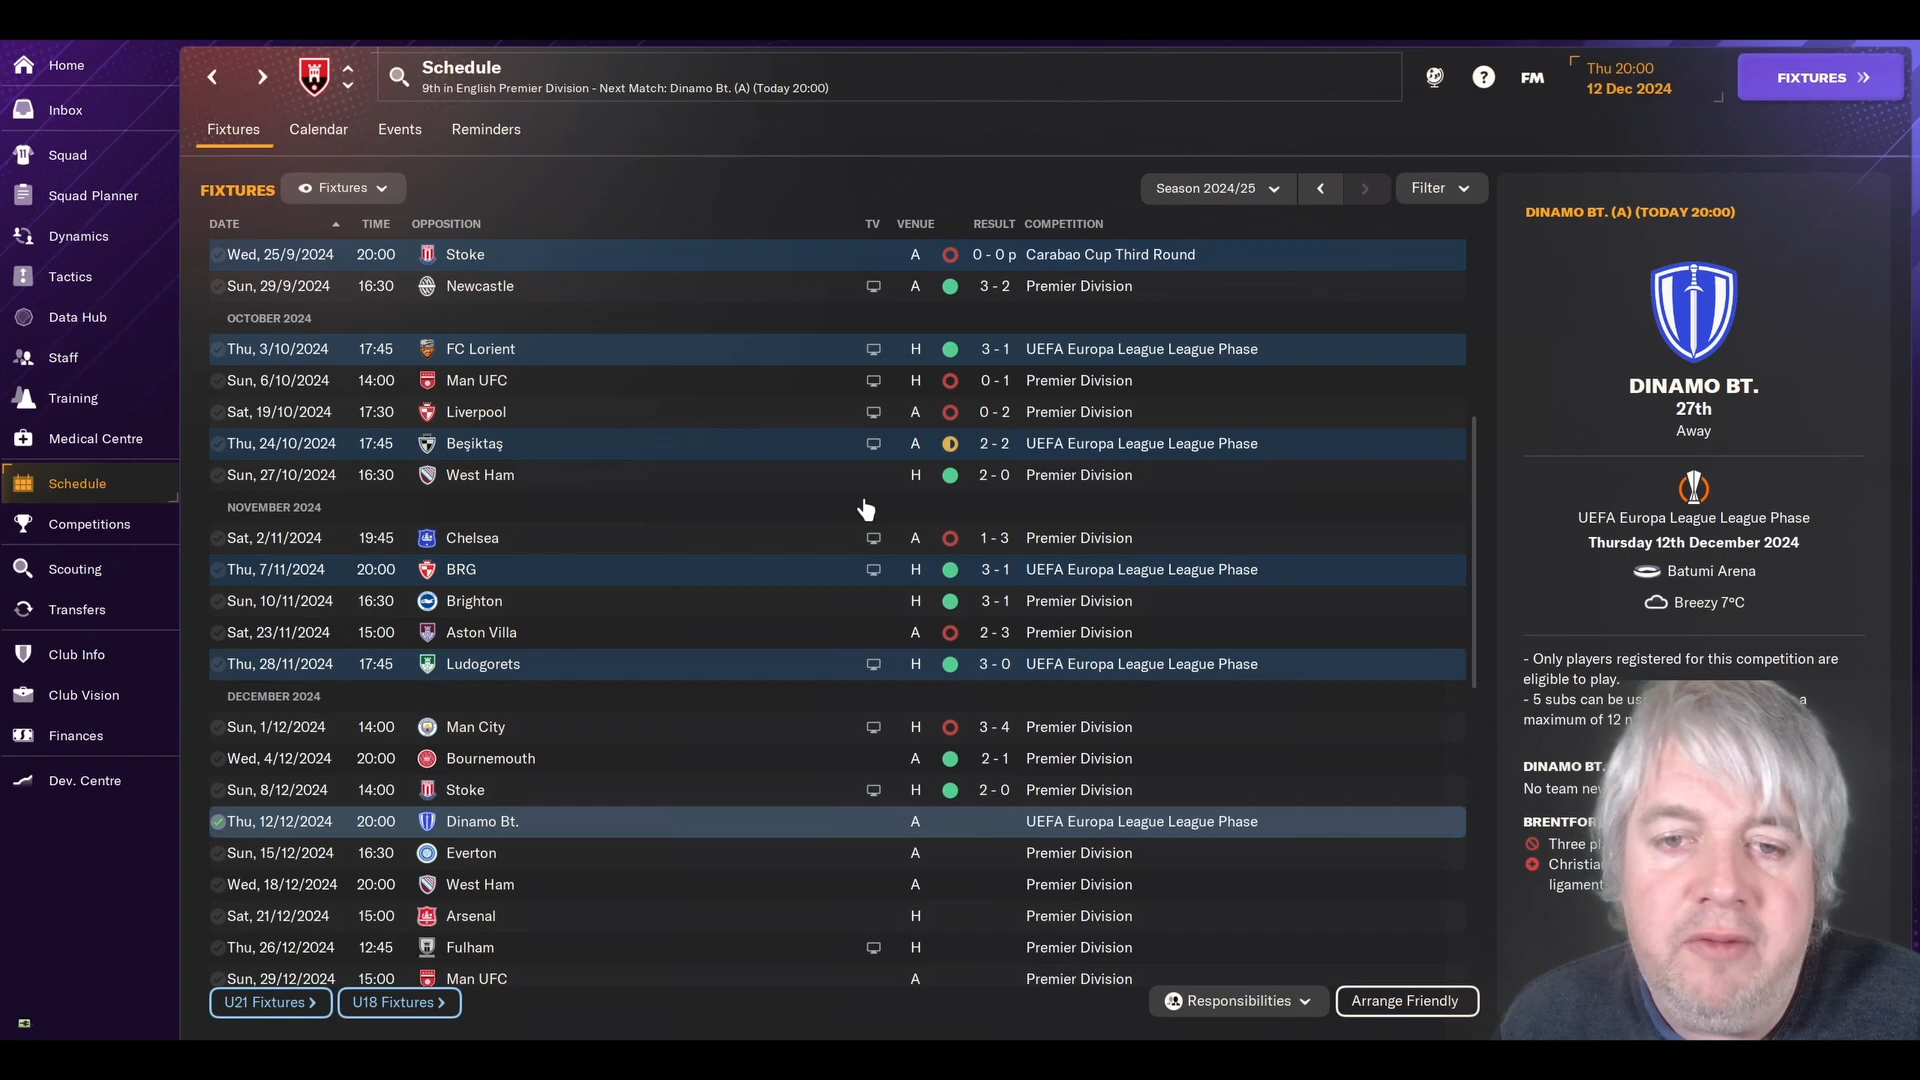 Home
Inbox
Squad
Squad Planner
Dynamics
Tactics
Data Hub
Staff
Training
Medical Centre
Schedule
Competitions
Scouting
Transfers
Club Info
Club Vision
Finances
Dev. Centre
Schedule
9th in English Premier Division - Next Match: Dinamo Bt. (A) (Today 20:00)
FM
Thu 20:00
12 Dec 2024
FIXTURES
Fixtures Calendar Events Reminders
FIXTURES Fixtures Season 2024/25 Filter
DATE TIME OPPOSITION TV VENUE RESULT COMPETITION
Wed, 25/9/2024 20:00 Stoke A 0 - 0 p Carabao Cup Third Round
Sun, 29/9/2024 16:30 Newcastle A 3 - 2 Premier Division
OCTOBER 2024
Thu, 3/10/2024 17:45 FC Lorient H 3 - 1 UEFA Europa League League Phase
Sun, 6/10/2024 14:00 Man UFC H 0 - 1 Premier Division
Sat, 19/10/2024 17:30 Liverpool A 0 - 2 Premier Division
Thu, 24/10/2024 17:45 Beşiktaş A 2 - 2 UEFA Europa League League Phase
Sun, 27/10/2024 16:30 West Ham H 2 - 0 Premier Division
NOVEMBER 2024
Sat, 2/11/2024 19:45 Chelsea A 1 - 3 Premier Division
Thu, 7/11/2024 20:00 BRG H 3 - 1 UEFA Europa League League Phase
Sun, 10/11/2024 16:30 Brighton H 3 - 1 Premier Division
Sat, 23/11/2024 15:00 Aston Villa A 2 - 3 Premier Division
Thu, 28/11/2024 17:45 Ludogorets H 3 - 0 UEFA Europa League League Phase
DECEMBER 2024
Sun, 1/12/2024 14:00 Man City H 3 - 4 Premier Division
Wed, 4/12/2024 20:00 Bournemouth A 2 - 1 Premier Division
Sun, 8/12/2024 14:00 Stoke H 2 - 0 Premier Division
Thu, 12/12/2024 20:00 Dinamo Bt. A UEFA Europa League League Phase
Sun, 15/12/2024 16:30 Everton A Premier Division
Wed, 18/12/2024 20:00 West Ham A Premier Division
Sat, 21/12/2024 15:00 Arsenal H Premier Division
Thu, 26/12/2024 12:45 Fulham H Premier Division
Sun, 29/12/2024 15:00 Man UFC A Premier Division
U21 Fixtures U18 Fixtures Responsibilities Arrange Friendly
DINAMO BT. (A) (TODAY 20:00)
DINAMO BT.
27th
Away
UEFA Europa League League Phase
Thursday 12th December 2024
Batumi Arena
Breezy 7°C
- Only players registered for this competition are
eligible to play.
- 5 subs can be a
maximum of 12
DINAMO BT.
No team
Three
ligament